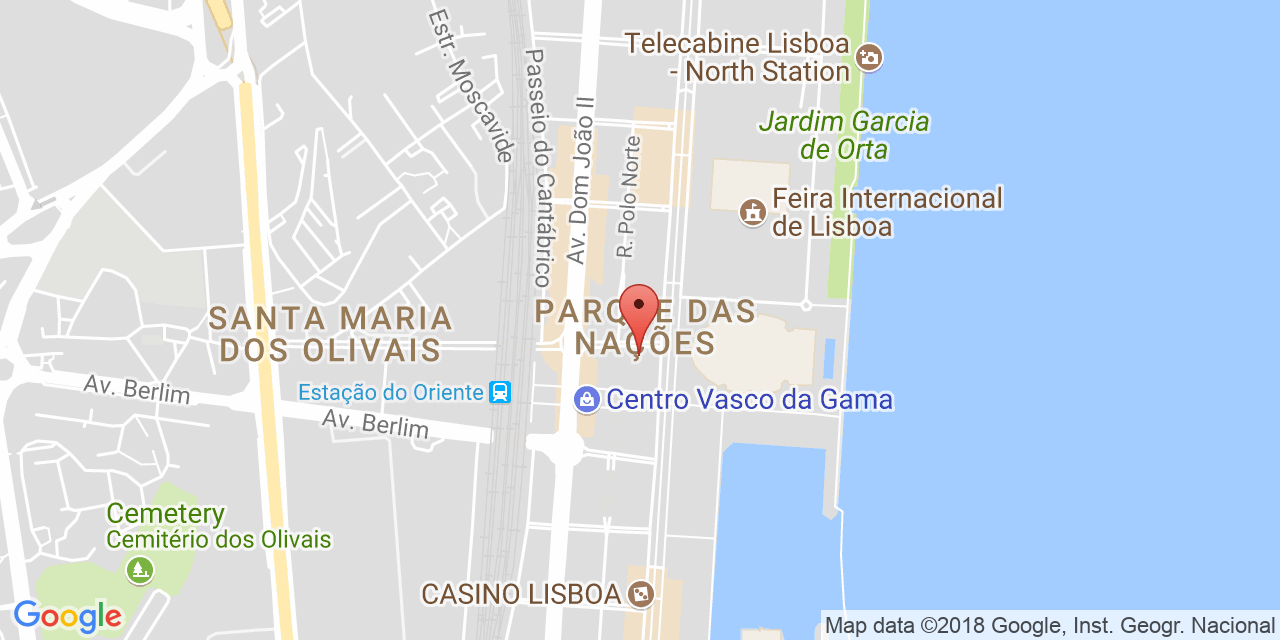 Telecabine Lisboa
- North Station
Estr. Moscavide
Passeio do Cantábrico
Av. Dom João II
R. Polo Norte
Jardim Garcia
de Orta
Feira Internacional
de Lisboa
SANTA MARIA
DOS OLIVAIS
PARQUE DAS
NAÇÕES
Av. Berlim
Estação do Oriente
Centro Vasco da Gama
Av. Berlim
Cemetery
Cemitério dos Olivais
CASINO LISBOA
Google
Map data ©2018 Google, Inst. Geogr. Nacional